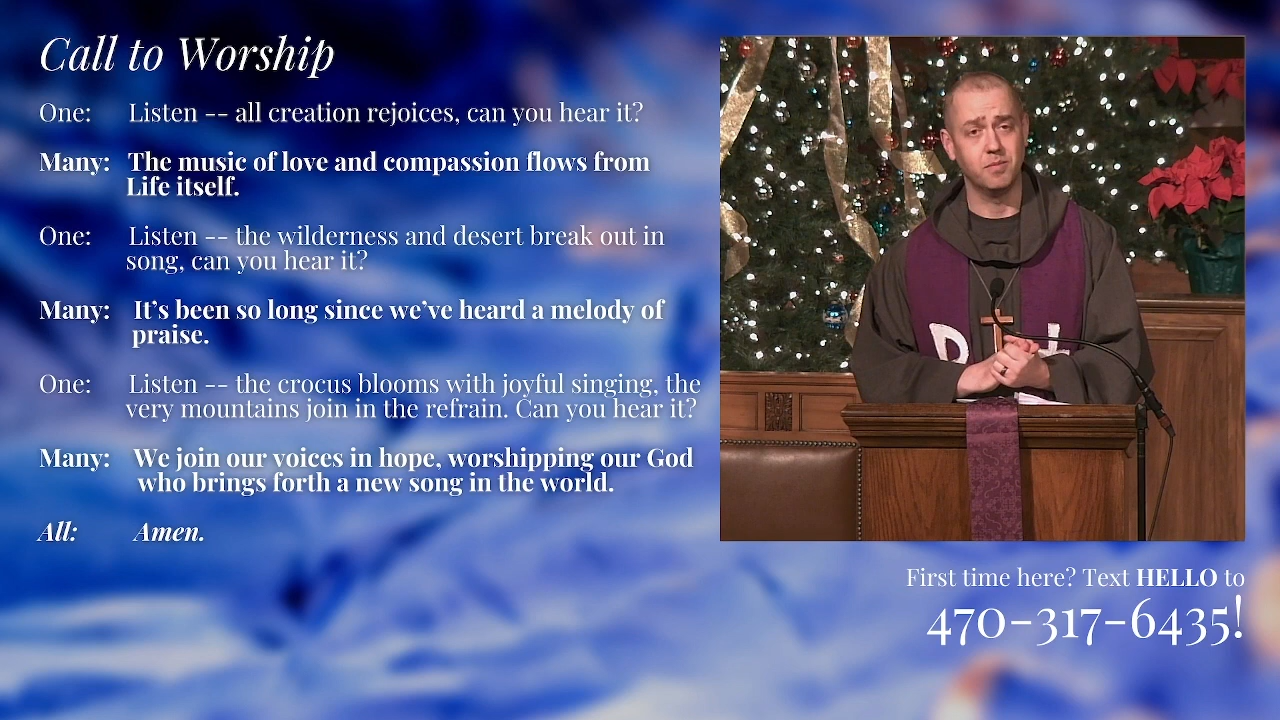 Call to Worship
One: Listen -- all creation rejoices, can you hear it?
Many: The music of love and compassion flows from
Life itself.
One: Listen -- the wilderness and desert break out in
song, can you hear it?
Many: It's been so long since we've heard a melody of
praise.
One: Listen -- the crocus blooms with joyful singing, the
very mountains join in the refrain. Can you hear it?
Many: We join our voices in hope, worshipping our God
who brings forth a new song in the world.
All: Amen.
First time here? Text HELLO to
470-317-6435!